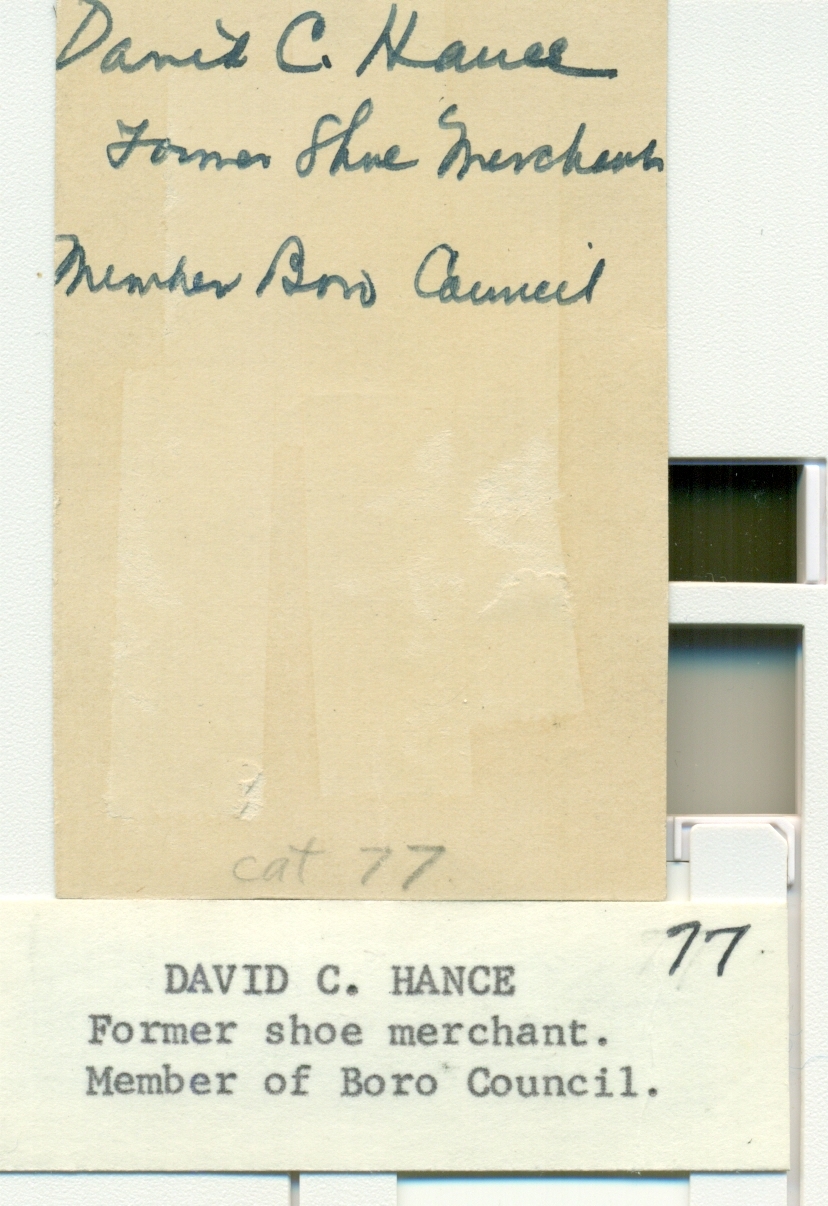 David C. Hance
Former Shoe Merchant
Member Boro Council
cat 77
77
DAVID C. HANCE
Former shoe merchant.
Member of Boro Council.